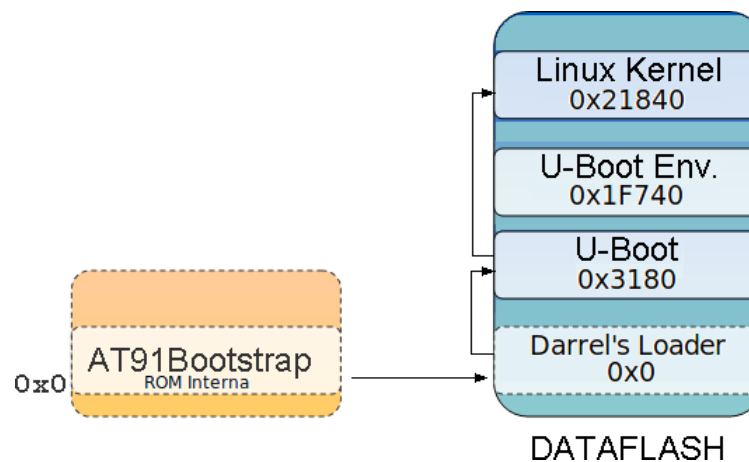 Linux Kernel
0x21840
U-Boot Env.
0x1F740
U-Boot
0x3180
Darrel's Loader
0x0
AT91Bootstrap
ROM Interna
0x0
DATAFLASH